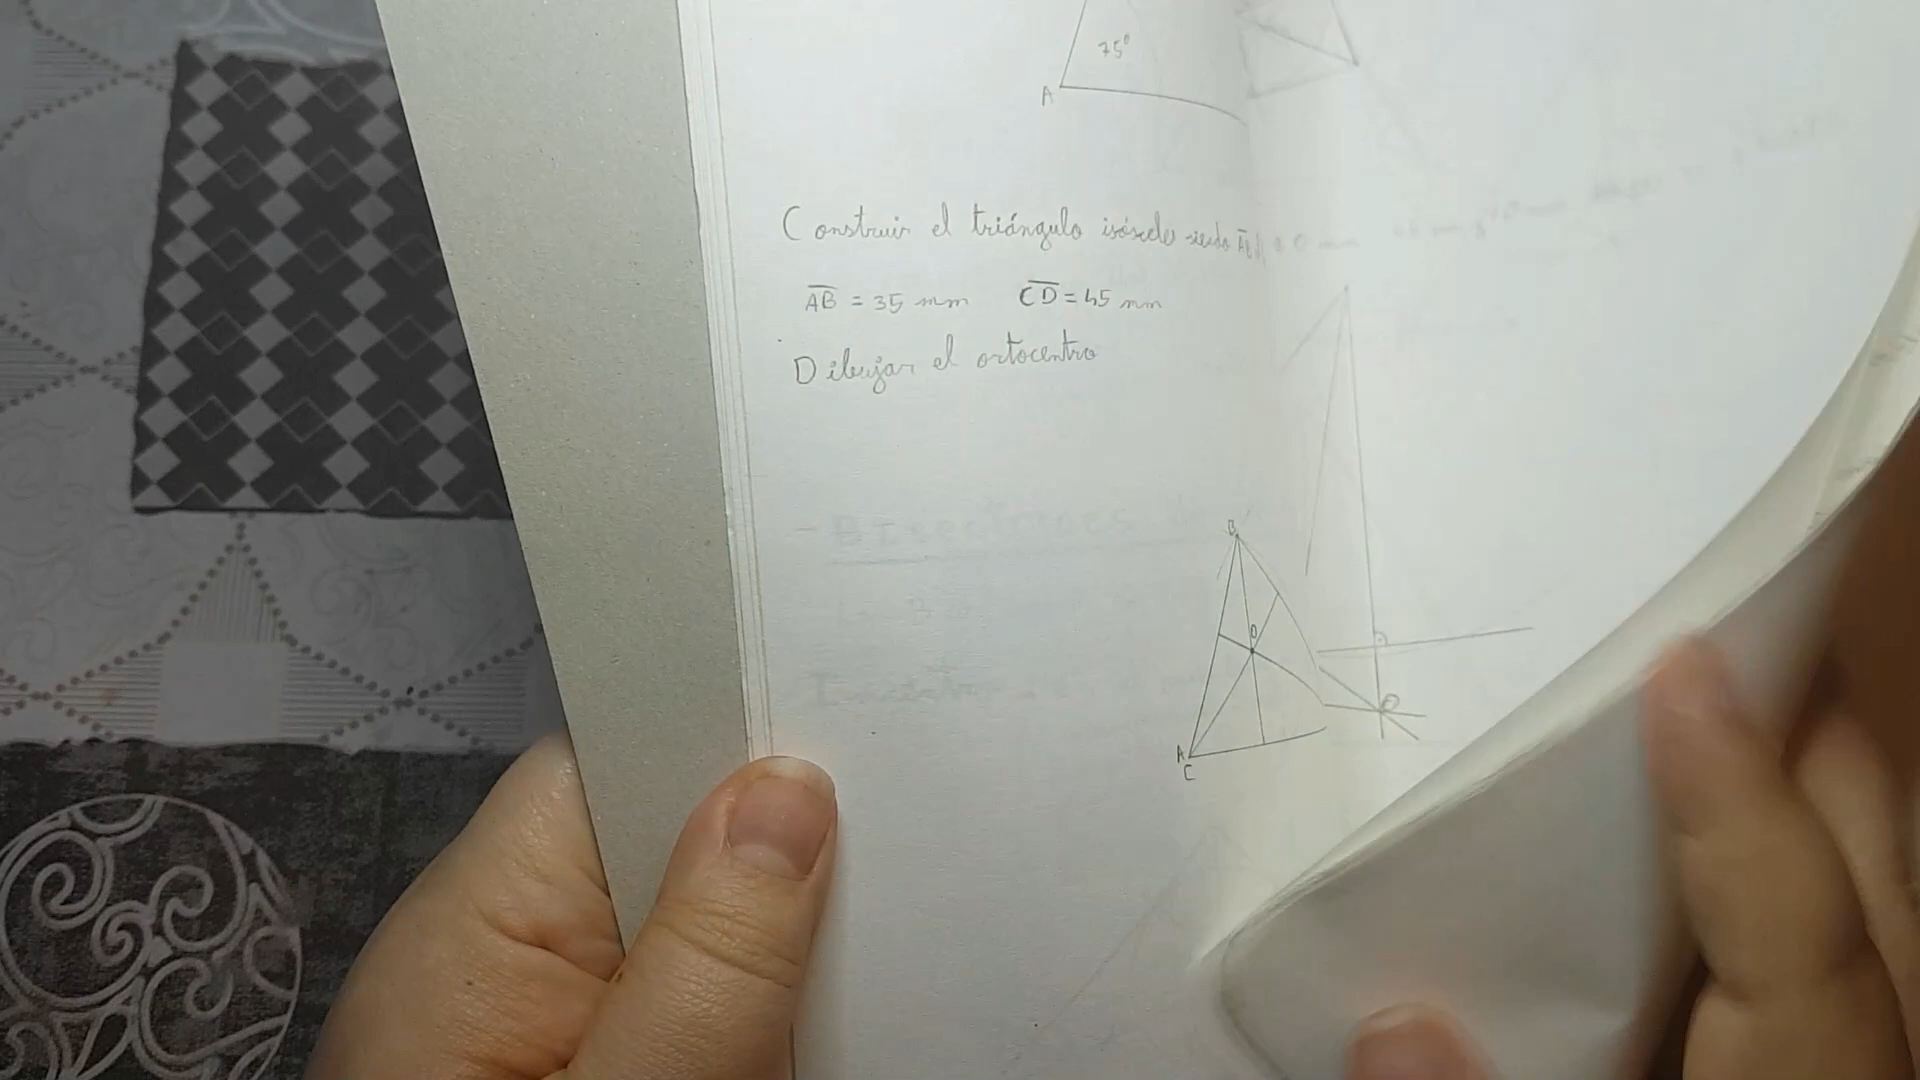 75°
A
Construir el triángulo isósceles siendo
AB = 35 mm CD = 45 mm
Dibujar el ortocentro
B
O
A
C